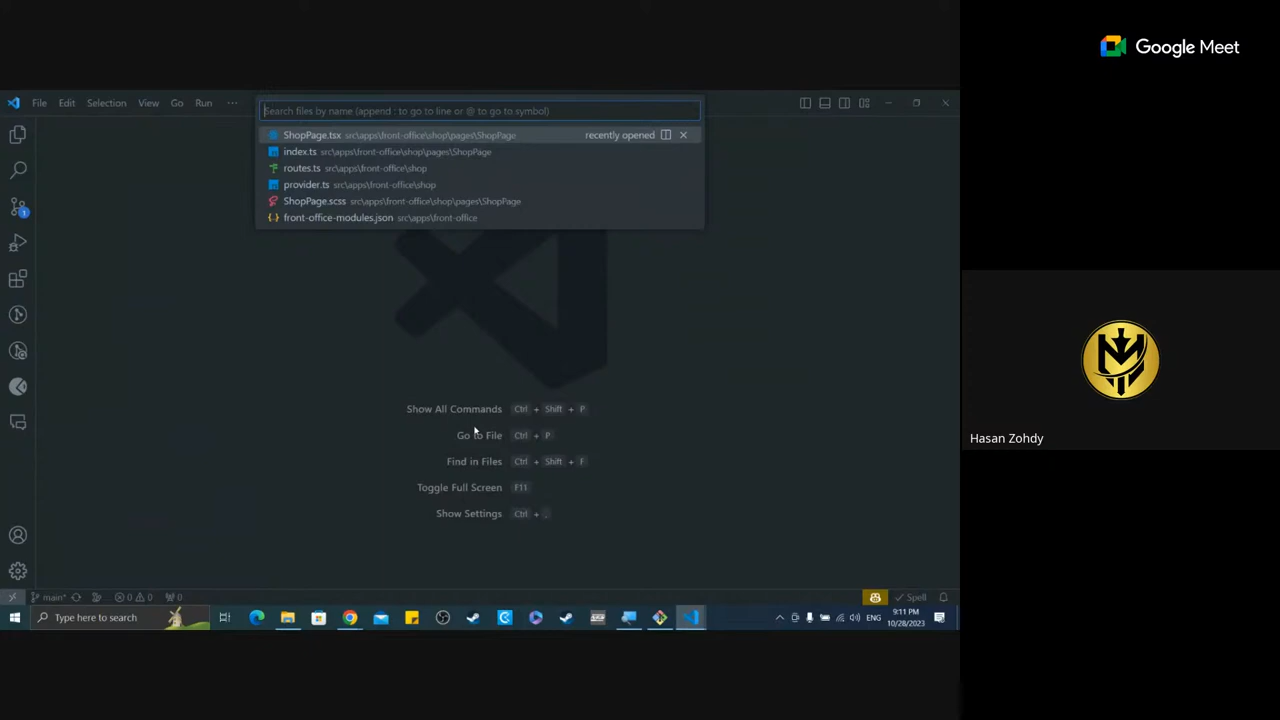 Google Meet
File Edit Selection View Go Run ...
Search files by name (append : to go to line or @ to go to symbol)
ShopPage.tsx src\apps\front-office\shop\pages\ShopPage recently opened
index.ts src\apps\front-office\shop\pages\ShopPage
routes.ts src\apps\front-office\shop
provider.ts src\apps\front-office\shop
ShopPage.scss src\apps\front-office\shop\pages\ShopPage
front-office-modules.json src\apps\front-office
1
Show All Commands Ctrl + Shift + P
Go to File Ctrl + P
Find in Files Ctrl + Shift + F
Toggle Full Screen F11
Show Settings Ctrl + ,
Hasan Zohdy
main* 0 0 0 Spell
Type here to search
ENG
9:11 PM
10/28/2023